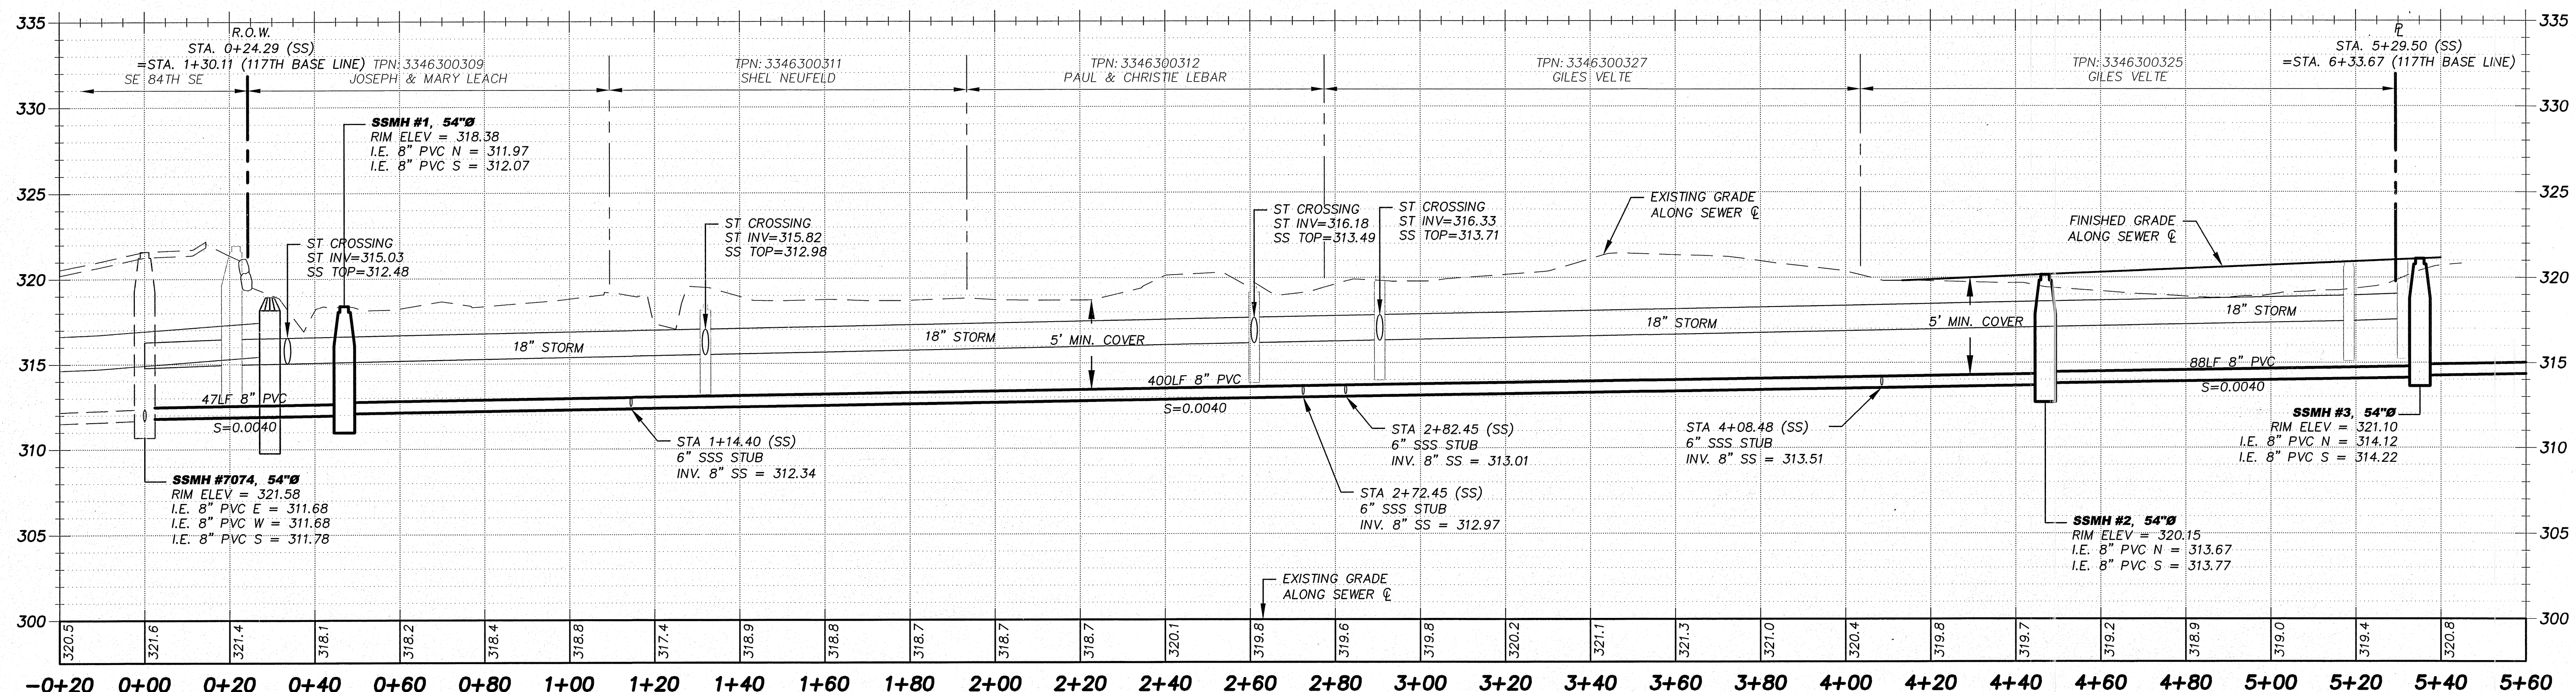 335
330
325
320
315
310
305
300
R.O.W.
STA. 0+24.29 (SS)
=STA. 1+30.11 (117TH BASE LINE)
SE 84TH SE
TPN: 3346300309
JOSEPH & MARY LEACH
TPN: 3346300311
SHEL NEUFELD
TPN: 3346300312
PAUL & CHRISTIE LEBAR
TPN: 3346300327
GILES VELTE
TPN: 3346300325
GILES VELTE
PL
STA. 5+29.50 (SS)
=STA. 6+33.67 (117TH BASE LINE)
335
330
325
320
315
310
305
300
SSMH #1, 54"Ø
RIM ELEV = 318.38
I.E. 8" PVC N = 311.97
I.E. 8" PVC S = 312.07
ST CROSSING
ST INV=315.03
SS TOP=312.48
ST CROSSING
ST INV=315.82
SS TOP=312.98
ST CROSSING
ST INV=316.18
SS TOP=313.49
ST CROSSING
ST INV=316.33
SS TOP=313.71
EXISTING GRADE
ALONG SEWER ℄
FINISHED GRADE
ALONG SEWER ℄
18" STORM
18" STORM
5' MIN. COVER
18" STORM
5' MIN. COVER
18" STORM
47LF 8" PVC
S=0.0040
400LF 8" PVC
S=0.0040
88LF 8" PVC
S=0.0040
SSMH #7074, 54"Ø
RIM ELEV = 321.58
I.E. 8" PVC E = 311.68
I.E. 8" PVC W = 311.68
I.E. 8" PVC S = 311.78
STA 1+14.40 (SS)
6" SSS STUB
INV. 8" SS = 312.34
STA 2+82.45 (SS)
6" SSS STUB
INV. 8" SS = 313.01
STA 2+72.45 (SS)
6" SSS STUB
INV. 8" SS = 312.97
STA 4+08.48 (SS)
6" SSS STUB
INV. 8" SS = 313.51
SSMH #3, 54"Ø
RIM ELEV = 321.10
I.E. 8" PVC N = 314.12
I.E. 8" PVC S = 314.22
SSMH #2, 54"Ø
RIM ELEV = 320.15
I.E. 8" PVC N = 313.67
I.E. 8" PVC S = 313.77
EXISTING GRADE
ALONG SEWER ℄
320.5 321.6 321.4 318.1 318.2 318.4 318.8 317.4 318.9 318.8 318.7 318.7 318.7 320.1 319.8 319.6 319.8 320.2 321.1 321.3 321.0 320.4 319.8 319.7 319.2 318.9 319.0 319.4 320.8
-0+20 0+00 0+20 0+40 0+60 0+80 1+00 1+20 1+40 1+60 1+80 2+00 2+20 2+40 2+60 2+80 3+00 3+20 3+40 3+60 3+80 4+00 4+20 4+40 4+60 4+80 5+00 5+20 5+40 5+60